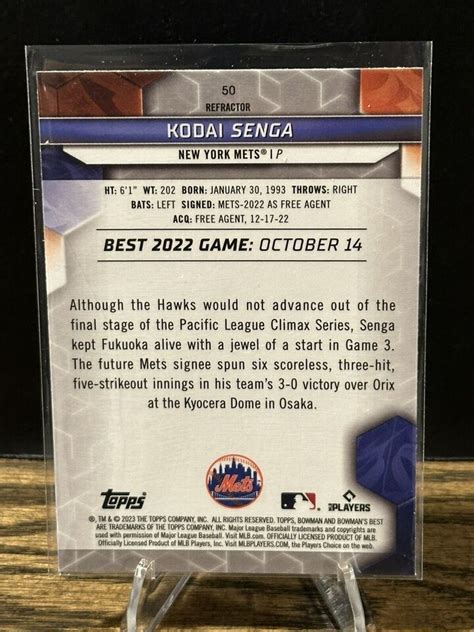 50
REFRACTOR
KODAI SENGA
NEW YORK METS® | P
HT: 6'1" WT: 202 BORN: JANUARY 30, 1993 THROWS: RIGHT
BATS: LEFT SIGNED: METS-2022 AS FREE AGENT
ACQ: FREE AGENT, 12-17-22
BEST 2022 GAME: OCTOBER 14
Although the Hawks would not advance out of the
final stage of the Pacific League Climax Series, Senga
kept Fukuoka alive with a jewel of a start in Game 3.
The future Mets signee spun six scoreless, three-hit,
five-strikeout innings in his team's 3-0 victory over Orix
at the Kyocera Dome in Osaka.
Topps
Mets
PLAYERS
®, TM & © 2023 THE TOPPS COMPANY, INC. ALL RIGHTS RESERVED. TOPPS, BOWMAN AND BOWMAN'S BEST
ARE TRADEMARKS OF THE TOPPS COMPANY, INC. Major League Baseball trademarks and copyrights are
used with permission of Major League Baseball. Visit MLB.com. OFFICIALLY LICENSED PRODUCT OF MLB.
Officially Licensed Product of MLB Players, Inc. Visit MLBPLAYERS.com, the Players Choice on the web.